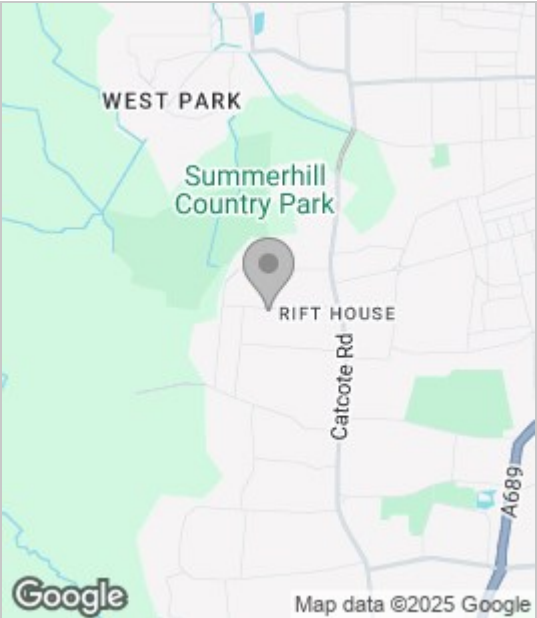 WEST PARK
Summerhill
Country Park
RIFT HOUSE
Catcote Rd
A689
Google
Map data ©2025 Google